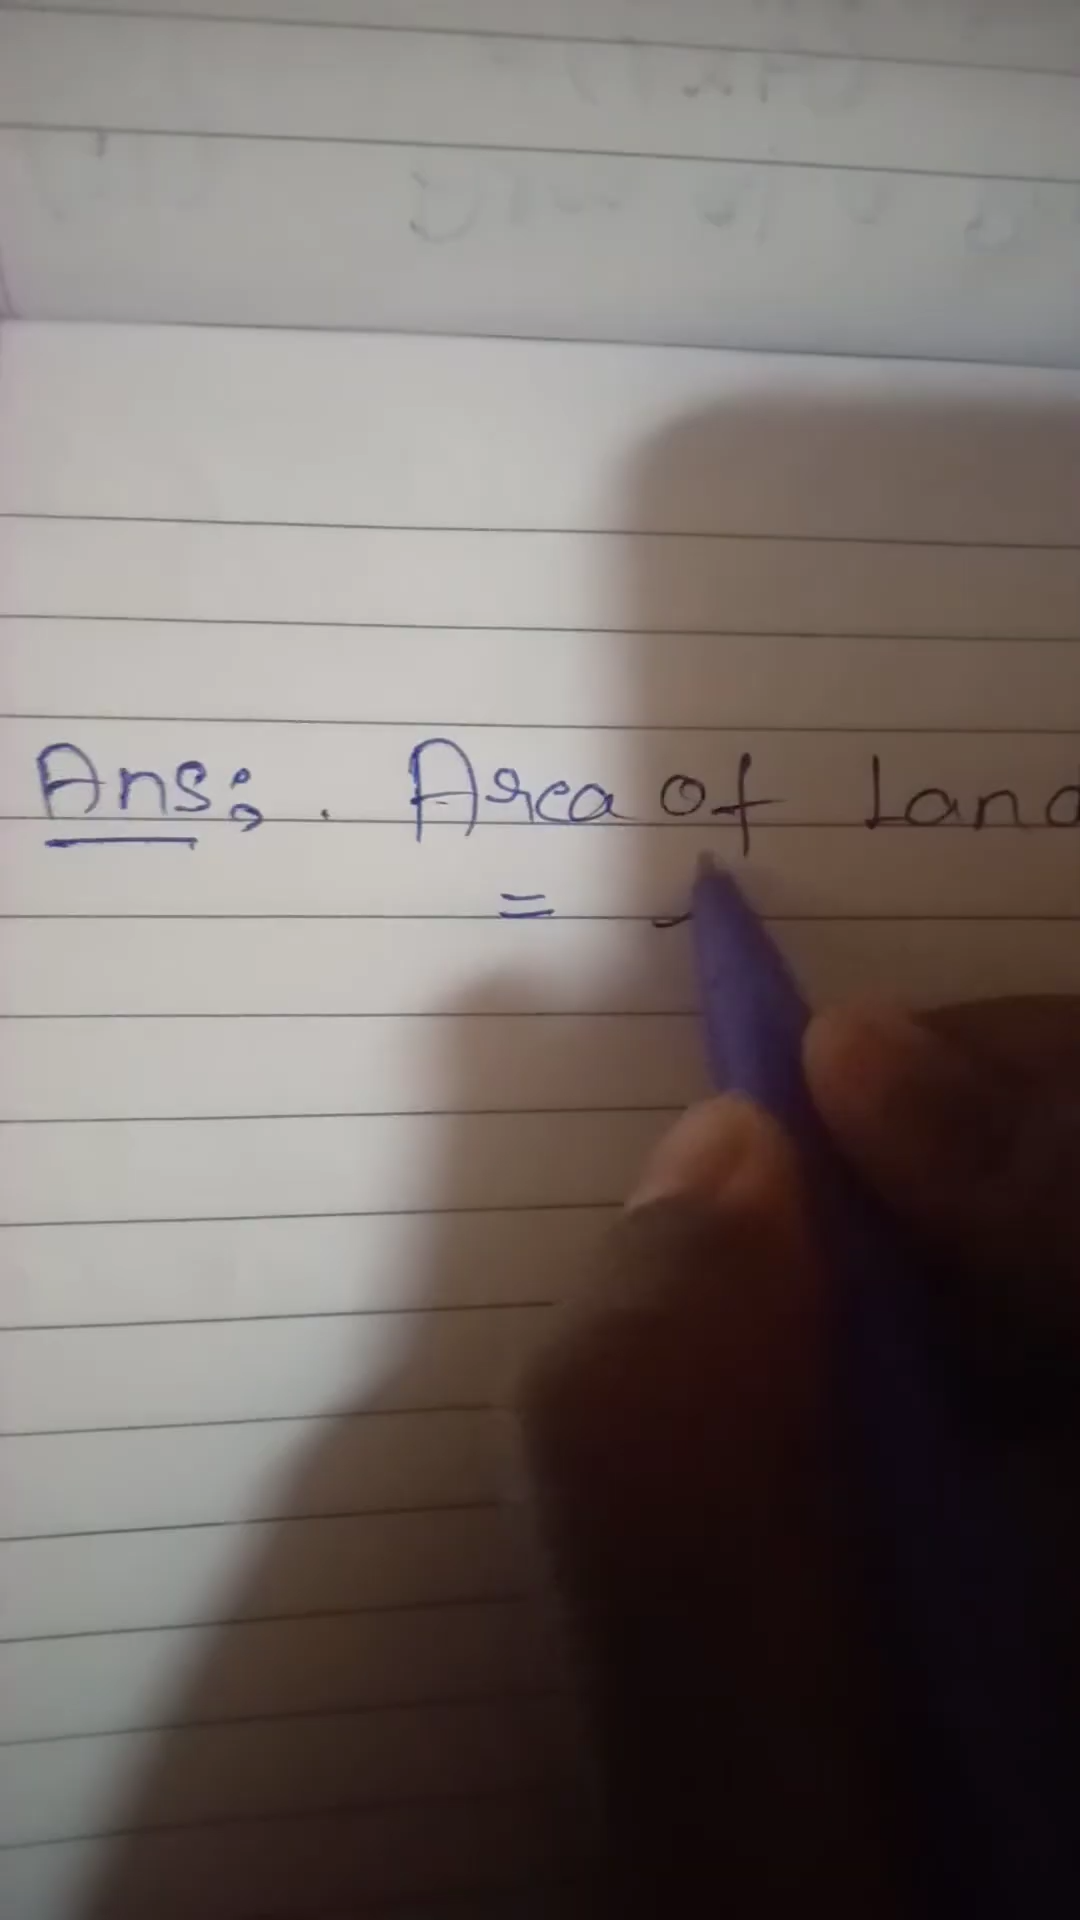 Ans:. Area of Land
=